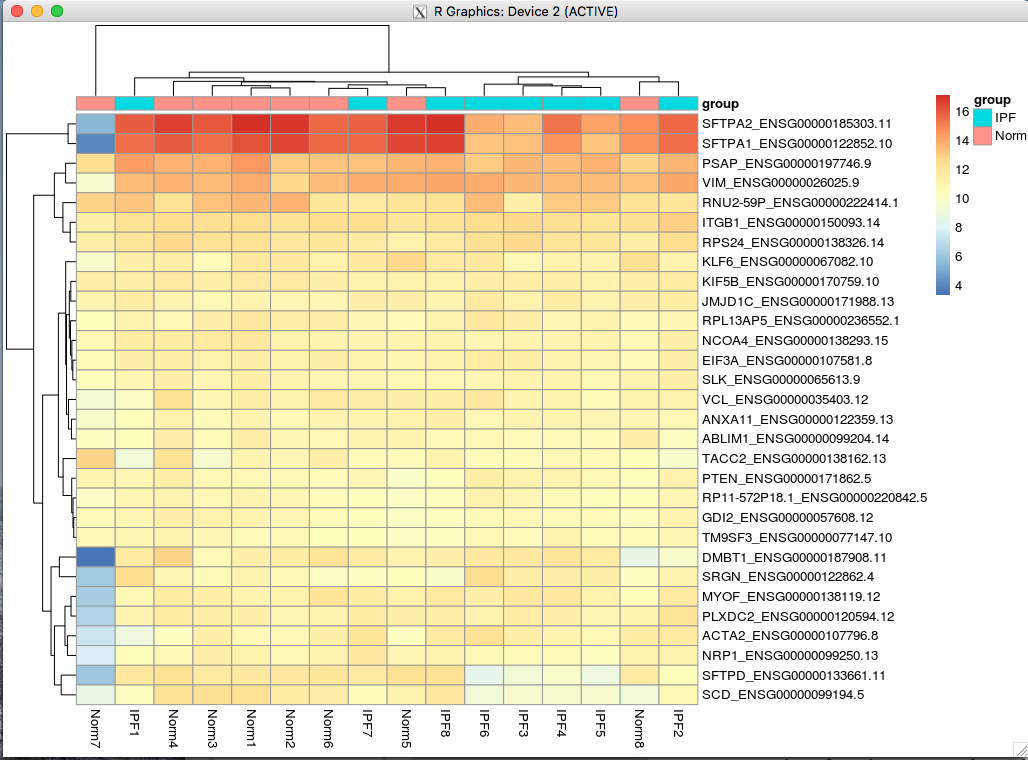 R Graphics: Device 2 (ACTIVE)
group
SFTPA2_ENSG00000185303.11
SFTPA1_ENSG00000122852.10
PSAP_ENSG00000197746.9
VIM_ENSG00000026025.9
RNU2-59P_ENSG00000222414.1
ITGB1_ENSG00000150093.14
RPS24_ENSG00000138326.14
KLF6_ENSG00000067082.10
KIF5B_ENSG00000170759.10
JMJD1C_ENSG00000171988.13
RPL13AP5_ENSG00000236552.1
NCOA4_ENSG00000138293.15
EIF3A_ENSG00000107581.8
SLK_ENSG00000065613.9
VCL_ENSG00000035403.12
ANXA11_ENSG00000122359.13
ABLIM1_ENSG00000099204.14
TACC2_ENSG00000138162.13
PTEN_ENSG00000171862.5
RP11-572P18.1_ENSG00000220842.5
GDI2_ENSG00000057608.12
TM9SF3_ENSG00000077147.10
DMBT1_ENSG00000187908.11
SRGN_ENSG00000122862.4
MYOF_ENSG00000138119.12
PLXDC2_ENSG00000120594.12
ACTA2_ENSG00000107796.8
NRP1_ENSG00000099250.13
SFTPD_ENSG00000133661.11
SCD_ENSG00000099194.5
Norm7
IPF1
Norm4
Norm3
Norm1
Norm2
Norm6
IPF7
Norm5
IPF8
IPF6
IPF3
IPF4
IPF5
Norm8
IPF2
16
14
12
10
8
6
4
group
IPF
Norm